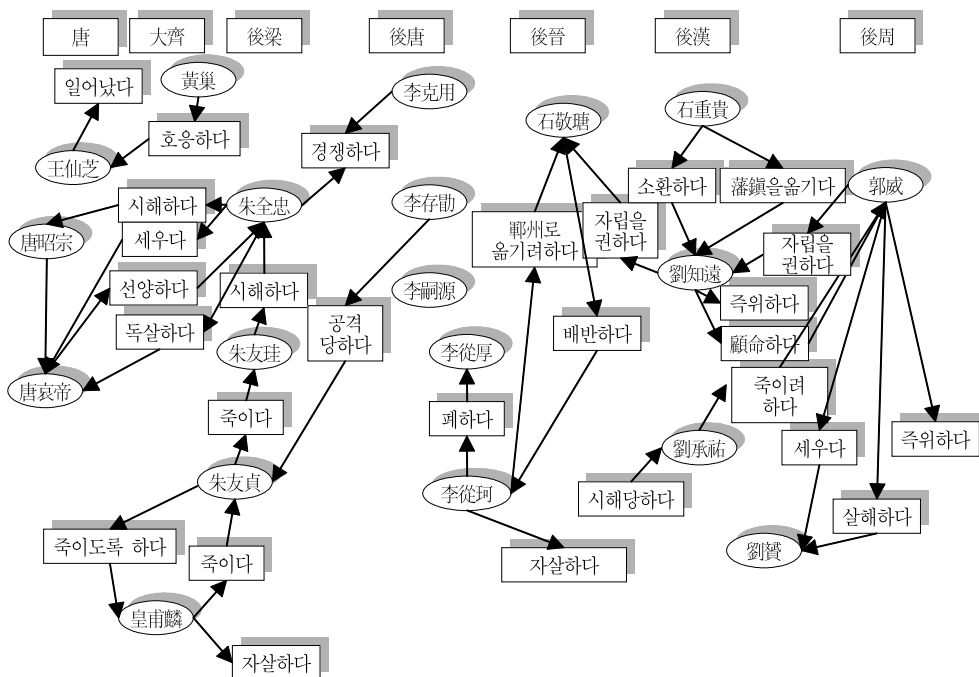 唐
大齊
後梁
後唐
後晉
後漢
後周
일어났다
黃巢
호응하다
王仙芝
李克用
경쟁하다
石敬瑭
石重貴
소환하다
藩鎭을옮기다
郭威
시해하다
朱全忠
唐昭宗
세우다
李存勖
鄆州로
옮기려하다
자립을
권하다
자립을
권하다
劉知遠
선양하다
시해하다
李嗣源
즉위하다
독살하다
공격
당하다
배반하다
顧命하다
朱友珪
李從厚
죽이려
하다
唐哀帝
죽이다
폐하다
劉承祐
세우다
즉위하다
朱友貞
李從珂
시해당하다
살해하다
죽이도록 하다
죽이다
자살하다
劉贇
皇甫麟
자살하다